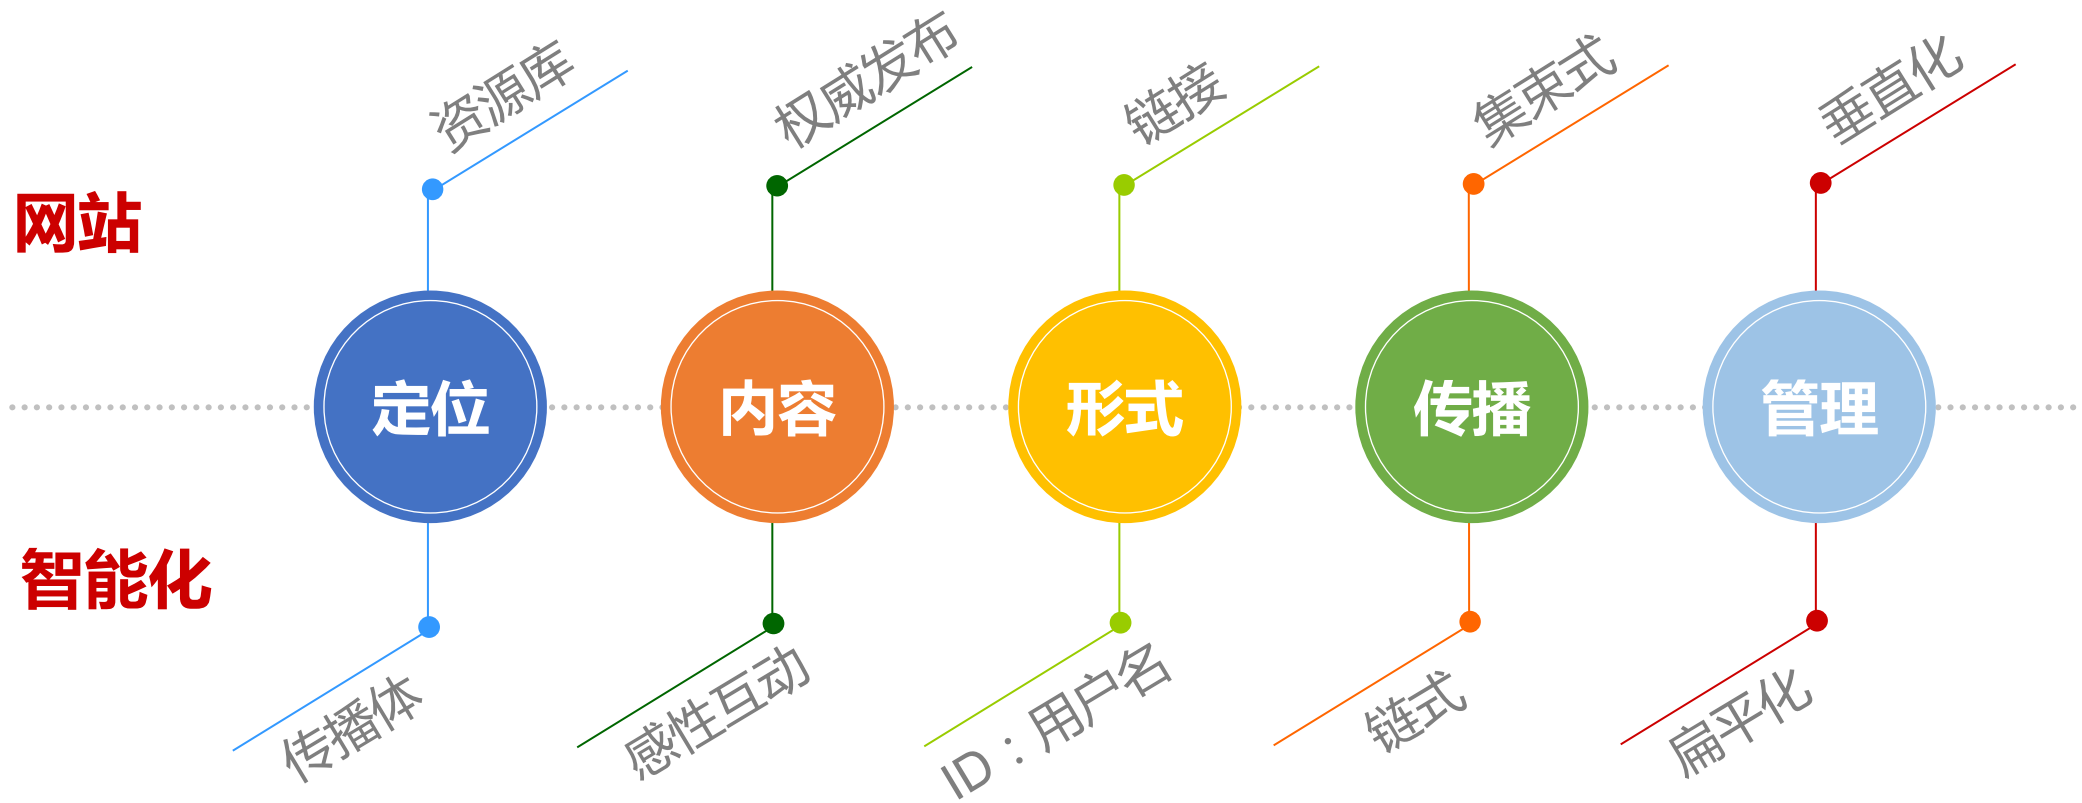 资源库
权威发布
链接
集束式
垂直化
网站
定位
内容
形式
传播
管理
智能化
传播体
感性互动
ID：用户名
链式
扁平化